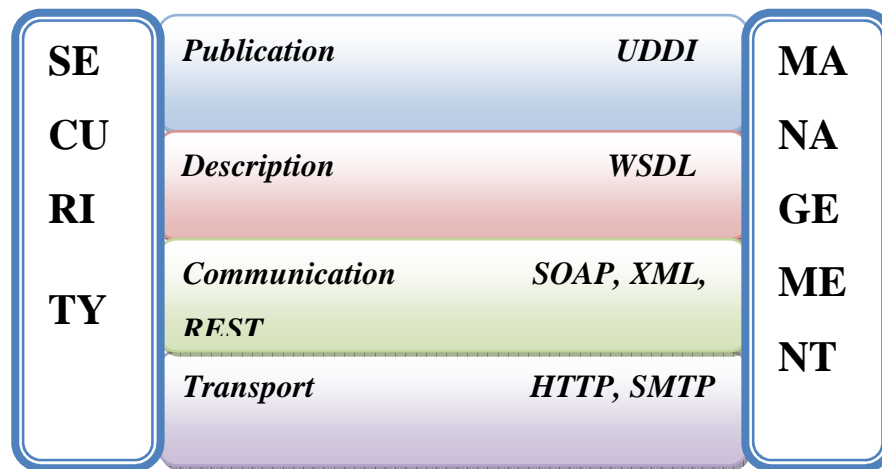 SE
CU
RI
TY
Publication UDDI
Description WSDL
Communication SOAP, XML,
REST
Transport HTTP, SMTP
MA
NA
GE
ME
NT